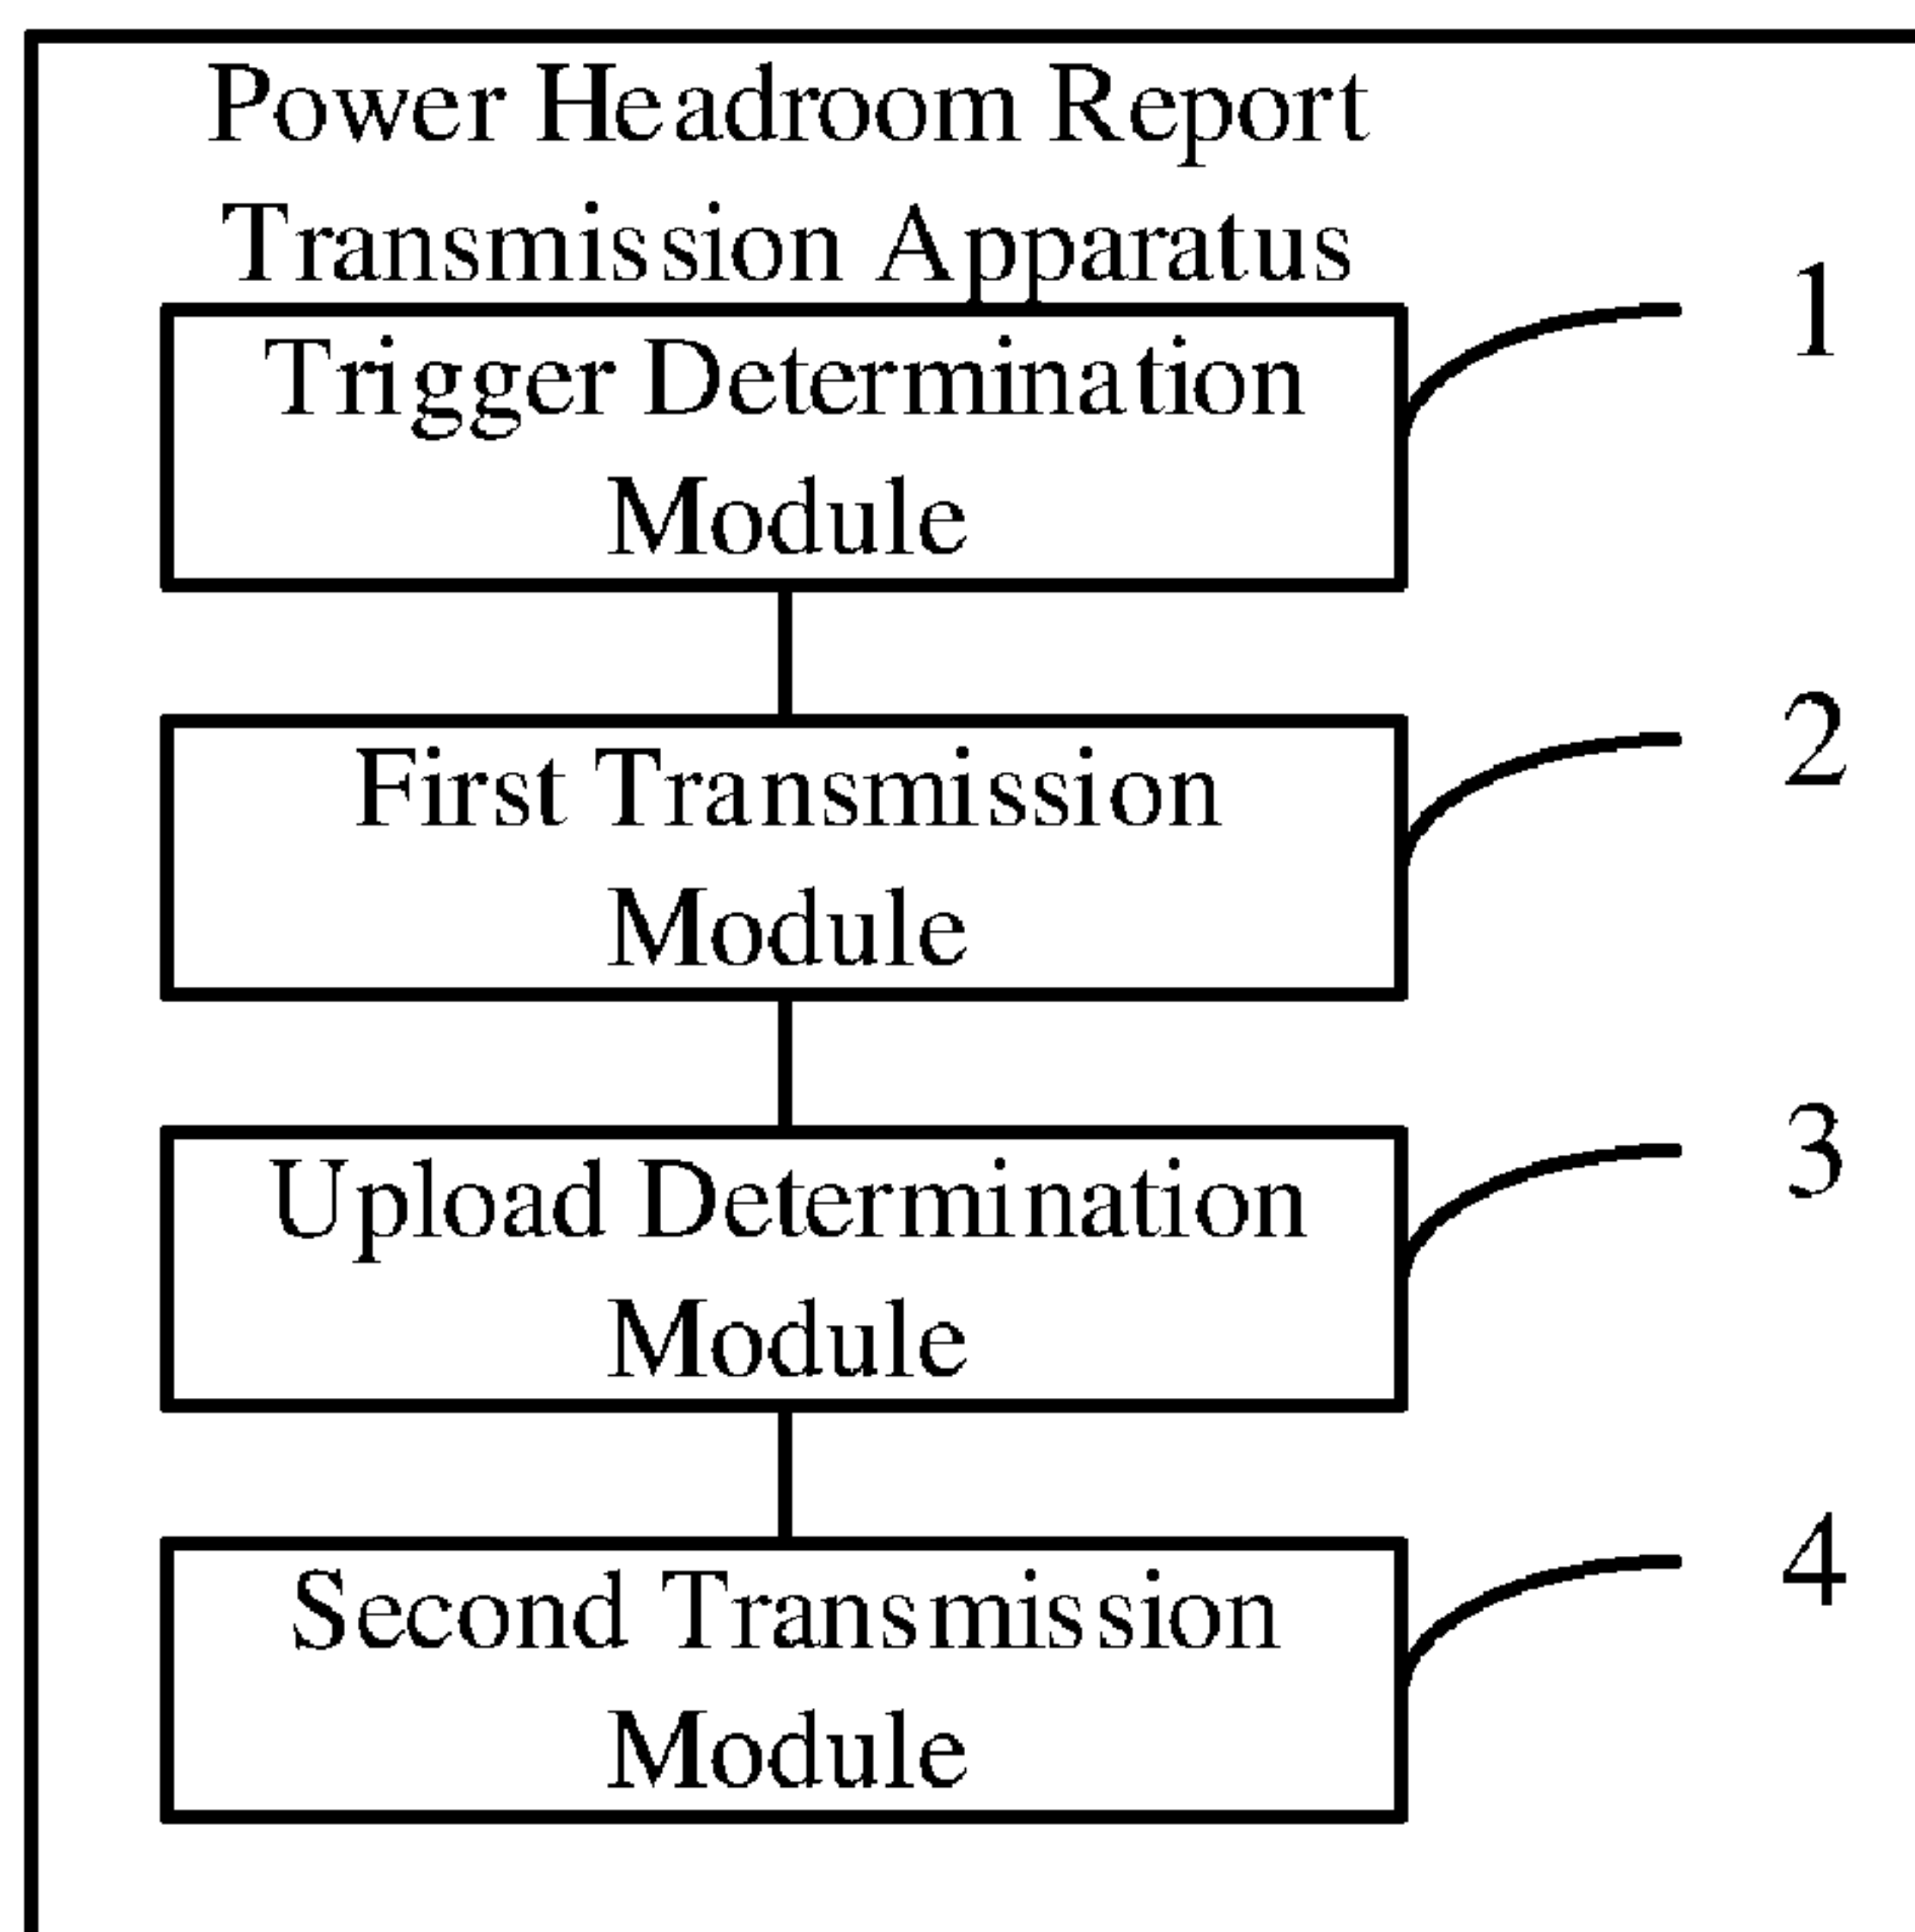 Power Headroom Report
Transmission Apparatus
Trigger Determination
Module
1
First Transmission
Module
2
Upload Determination
Module
3
Second Transmission
Module
4